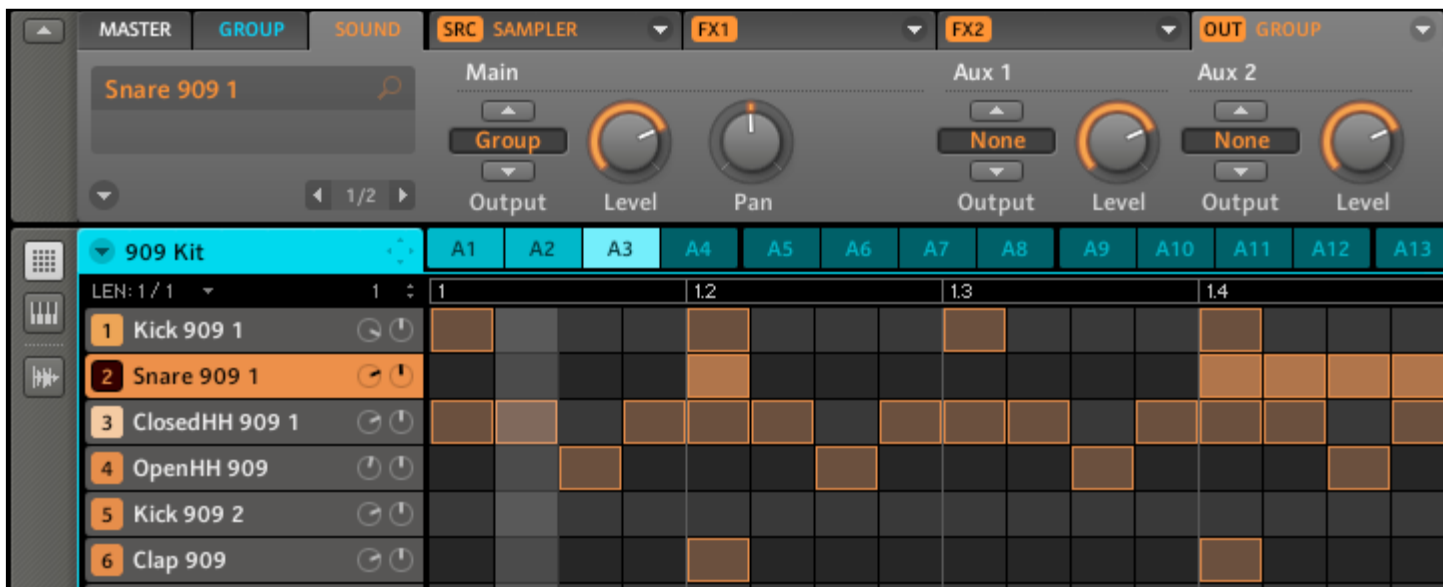 MASTER GROUP SOUND SRC SAMPLER FX1 FX2 OUT GROUP
Main Aux 1 Aux 2
Snare 909 1
Group None None
1/2 Output Level Pan Output Level Output Level
909 Kit A1 A2 A3 A4 A5 A6 A7 A8 A9 A10 A11 A12 A13
LEN: 1 / 1 1 1 1.2 1.3 1.4
1 Kick 909 1
2 Snare 909 1
3 ClosedHH 909 1
4 OpenHH 909
5 Kick 909 2
6 Clap 909